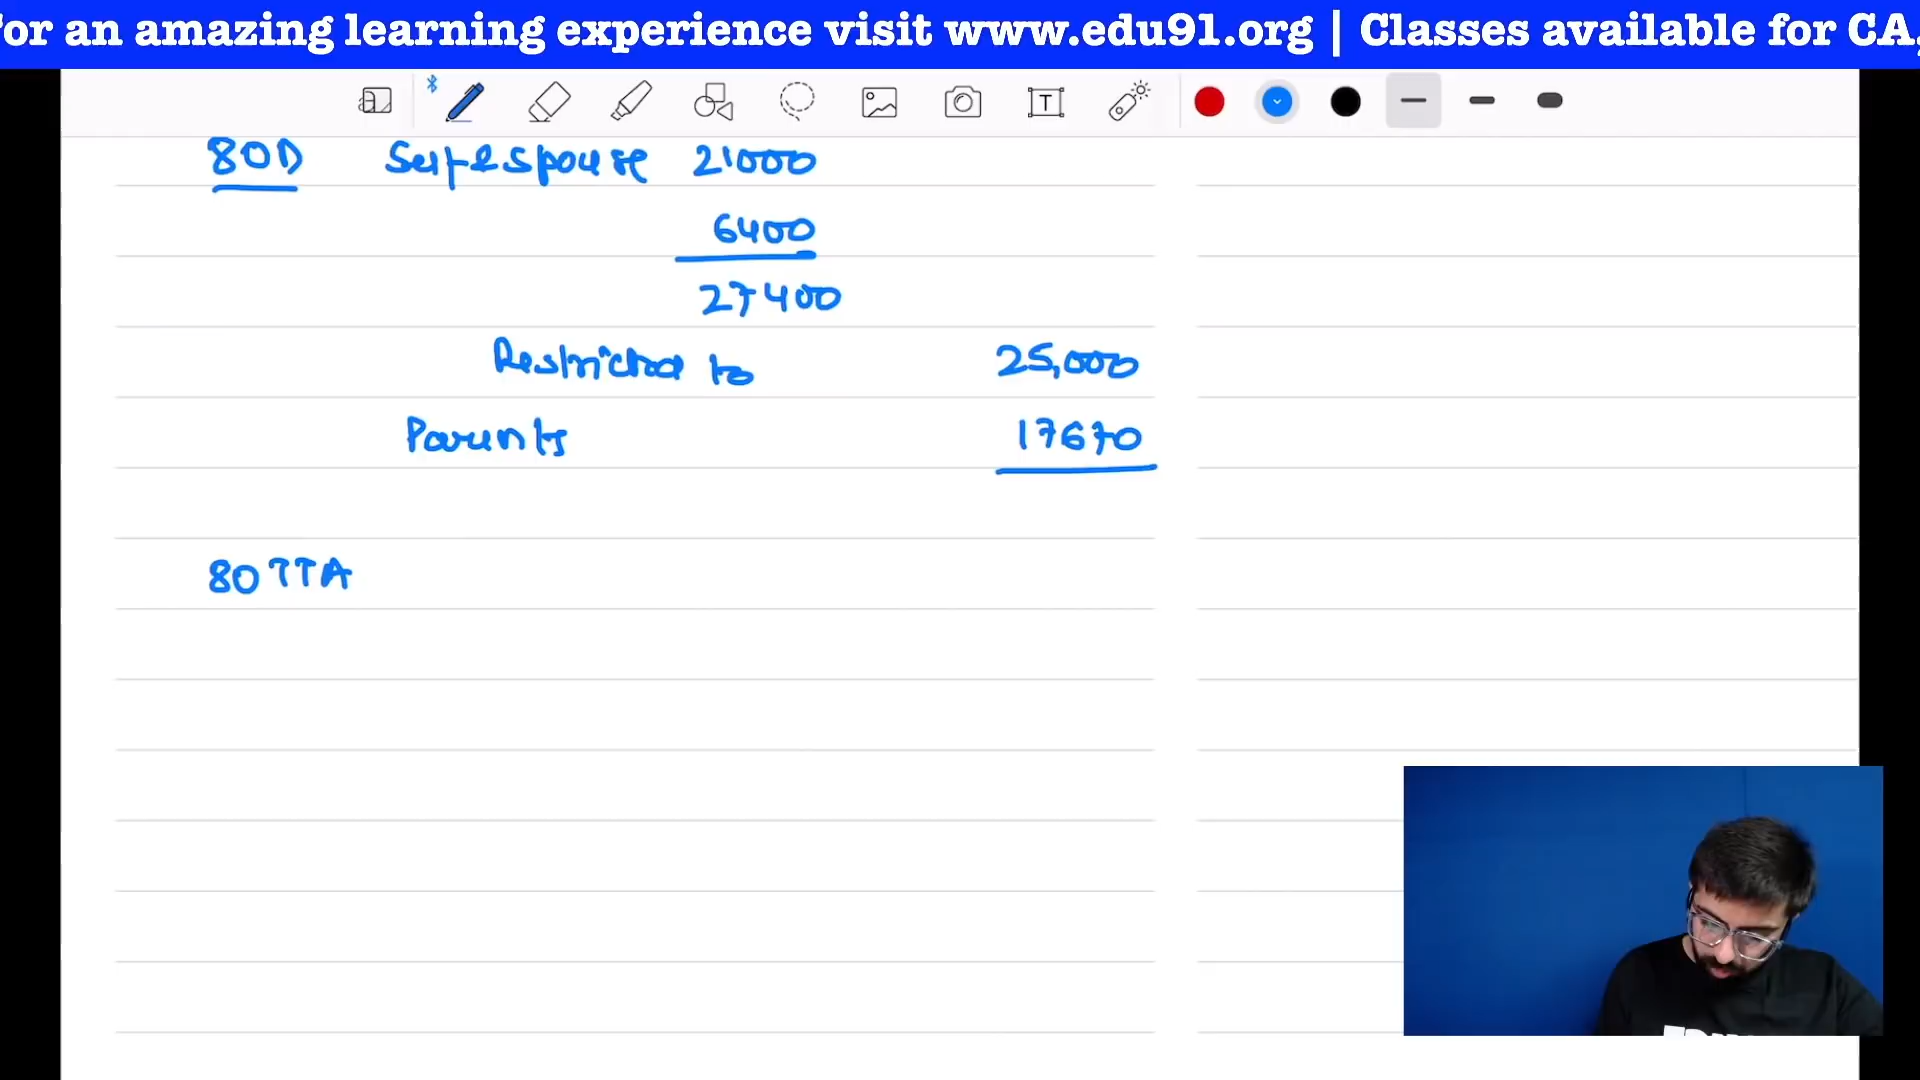 for an amazing learning experience visit www.edu91.org | Classes available for CA,
T
80D Self & Spouse 21000
6400
27400
Restricted to 25,000
Parents 17670
80TTA